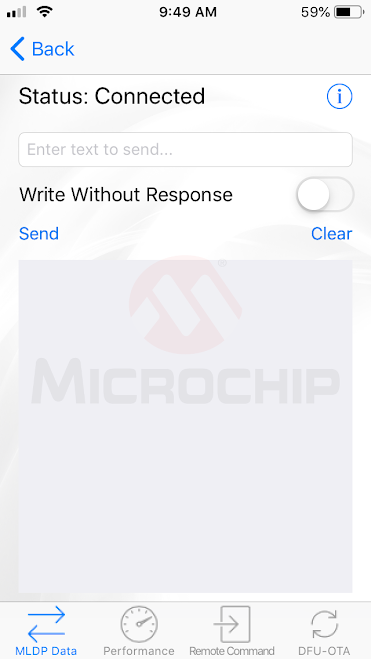 9:49 AM
59%
Back
Status: Connected
Enter text to send...
Write Without Response
Send
Clear
MICROCHIP
MLDP Data
Performance
Remote Command
DFU-OTA